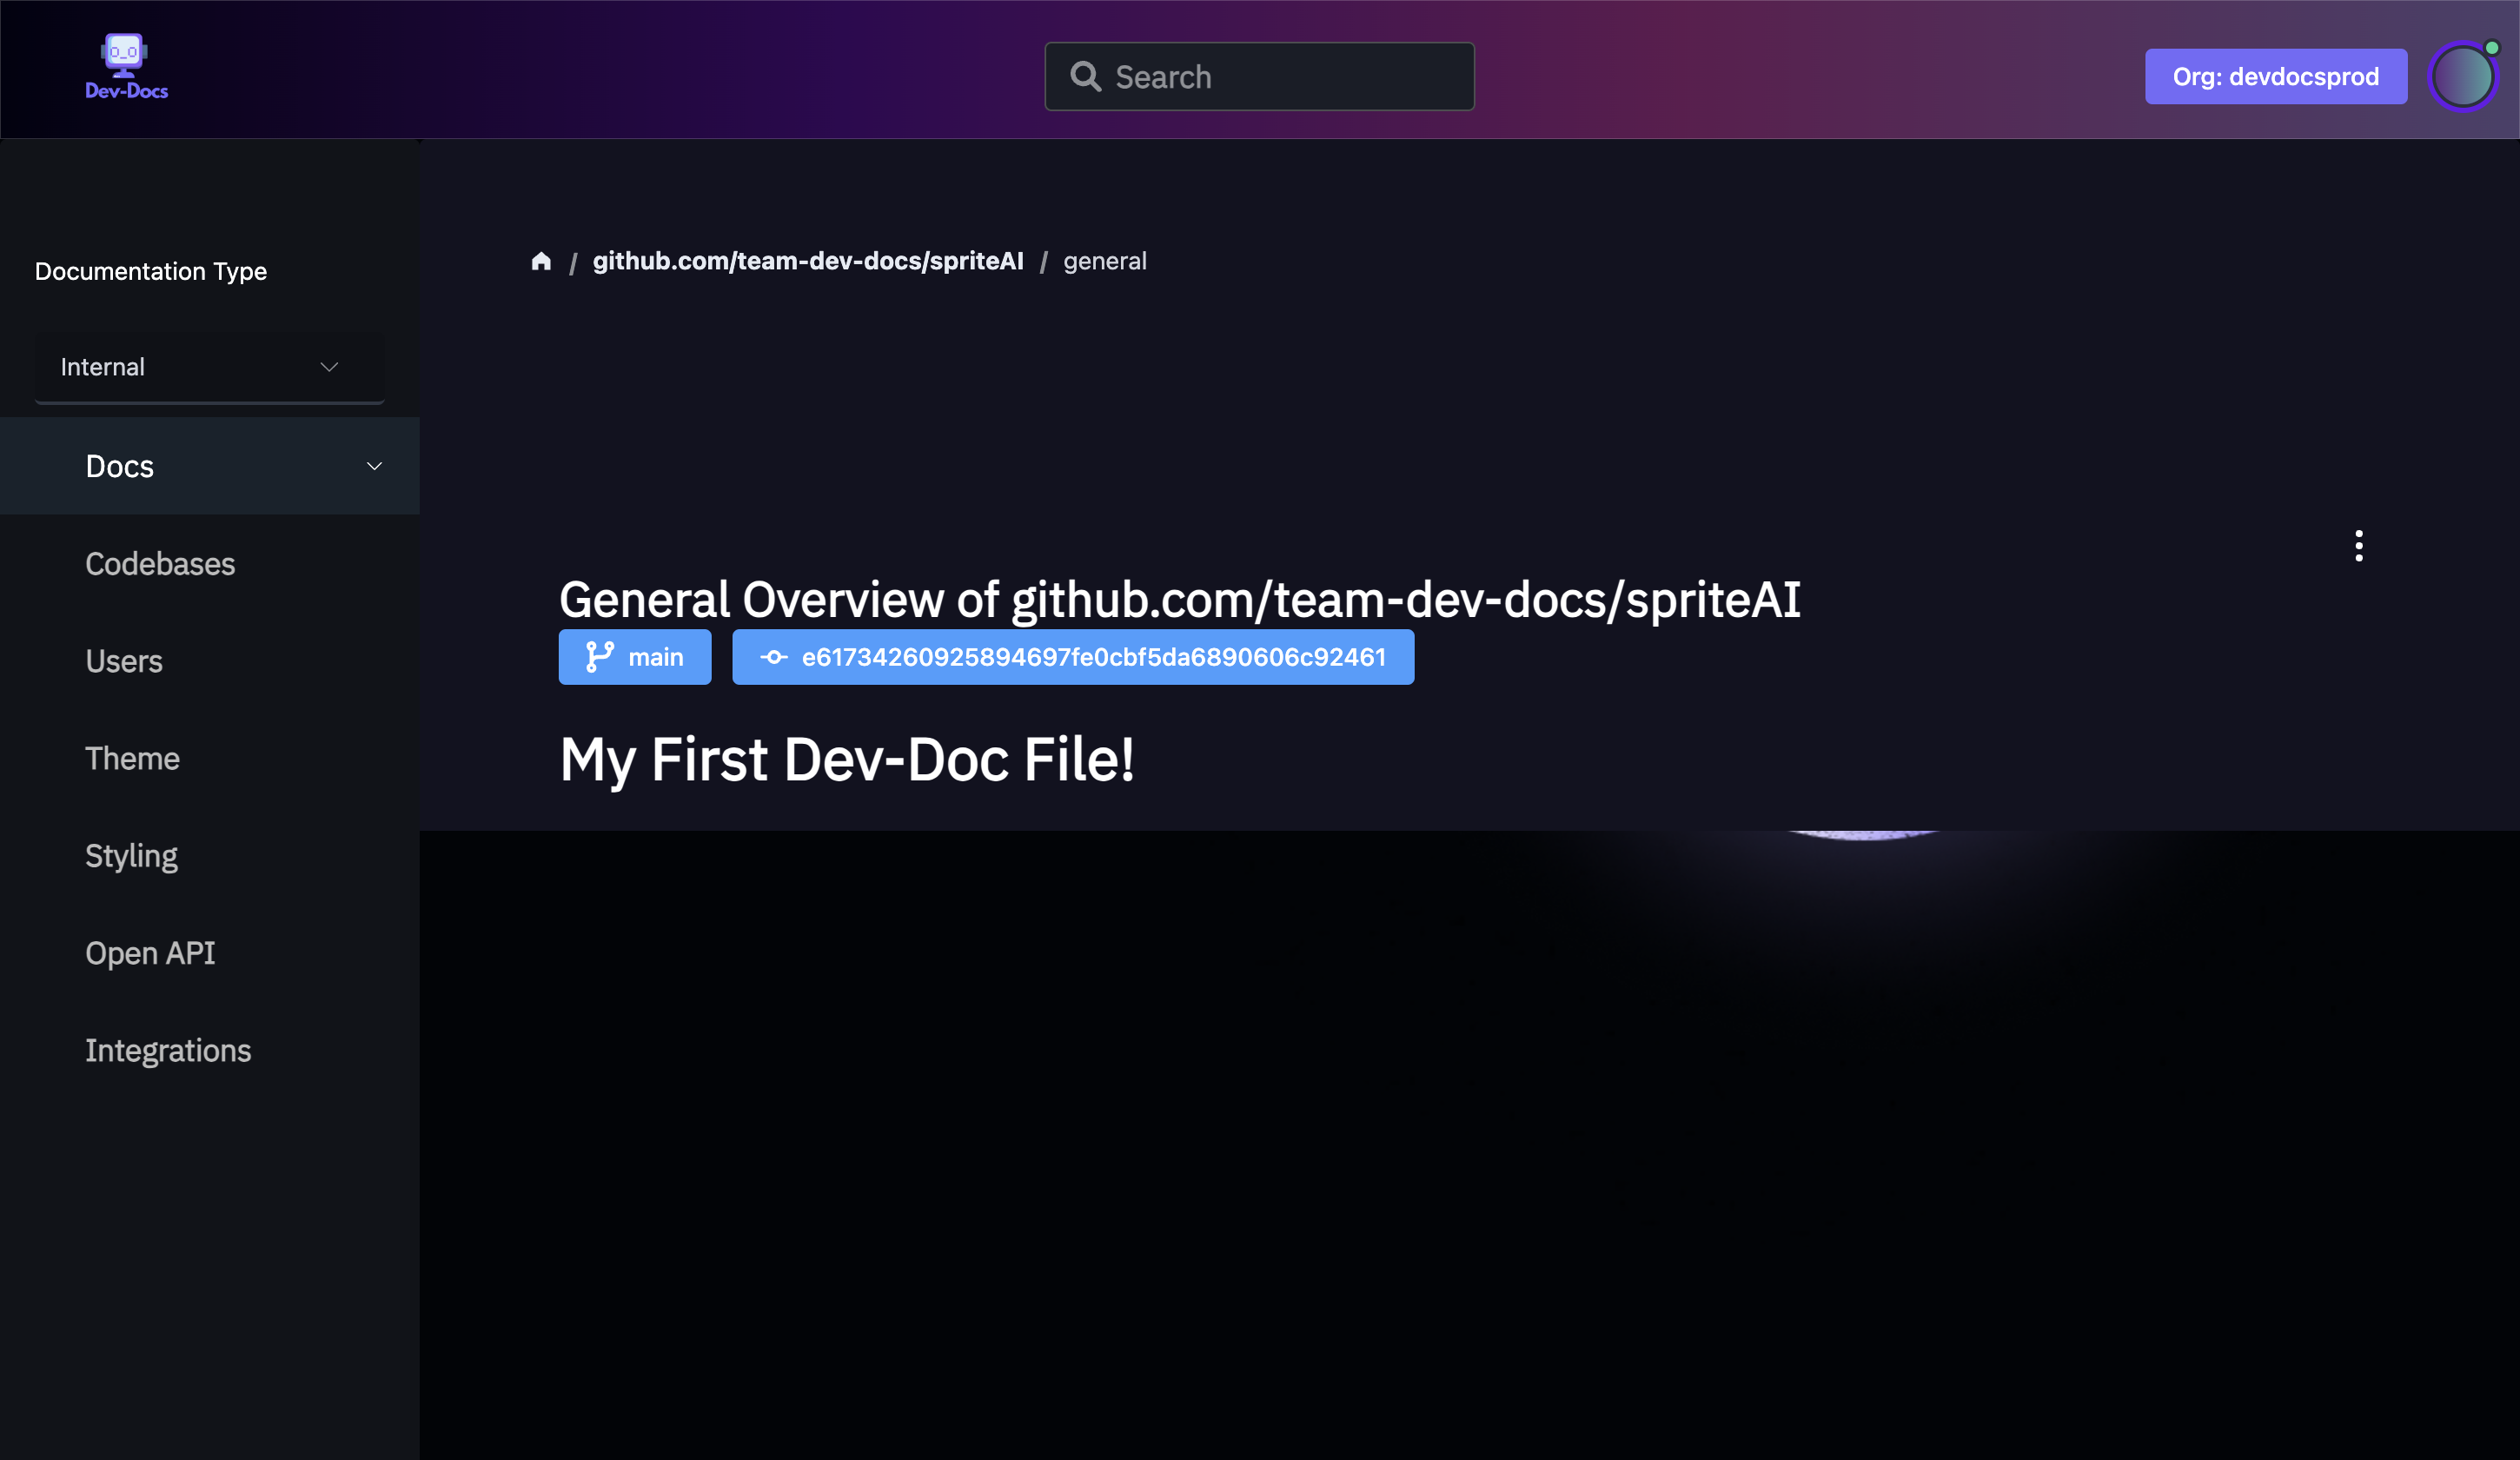 Dev-Docs
Search
Org: devdocsprod
Documentation Type
Internal
Docs
Codebases
Users
Theme
Styling
Open API
Integrations
/ github.com/team-dev-docs/spriteAI / general
General Overview of github.com/team-dev-docs/spriteAI
main
e61734260925894697fe0cbf5da6890606c92461
My First Dev-Doc File!